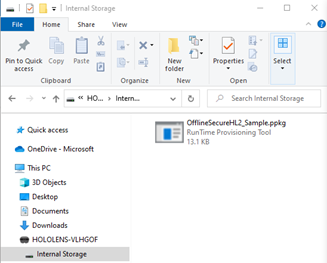 Internal Storage
File
Home
Share
View
Pin to Quick access
Copy
Paste
Clipboard
Organize
New folder
New
Properties
Open
Select
HO...
Intern...
Search Internal Storage
Quick access
OneDrive - Microsoft
This PC
3D Objects
Desktop
Documents
Downloads
HOLOLENS-VLHGOF
Internal Storage
OfflineSecureHL2_Sample.ppkg
RunTime Provisioning Tool
13.1 KB